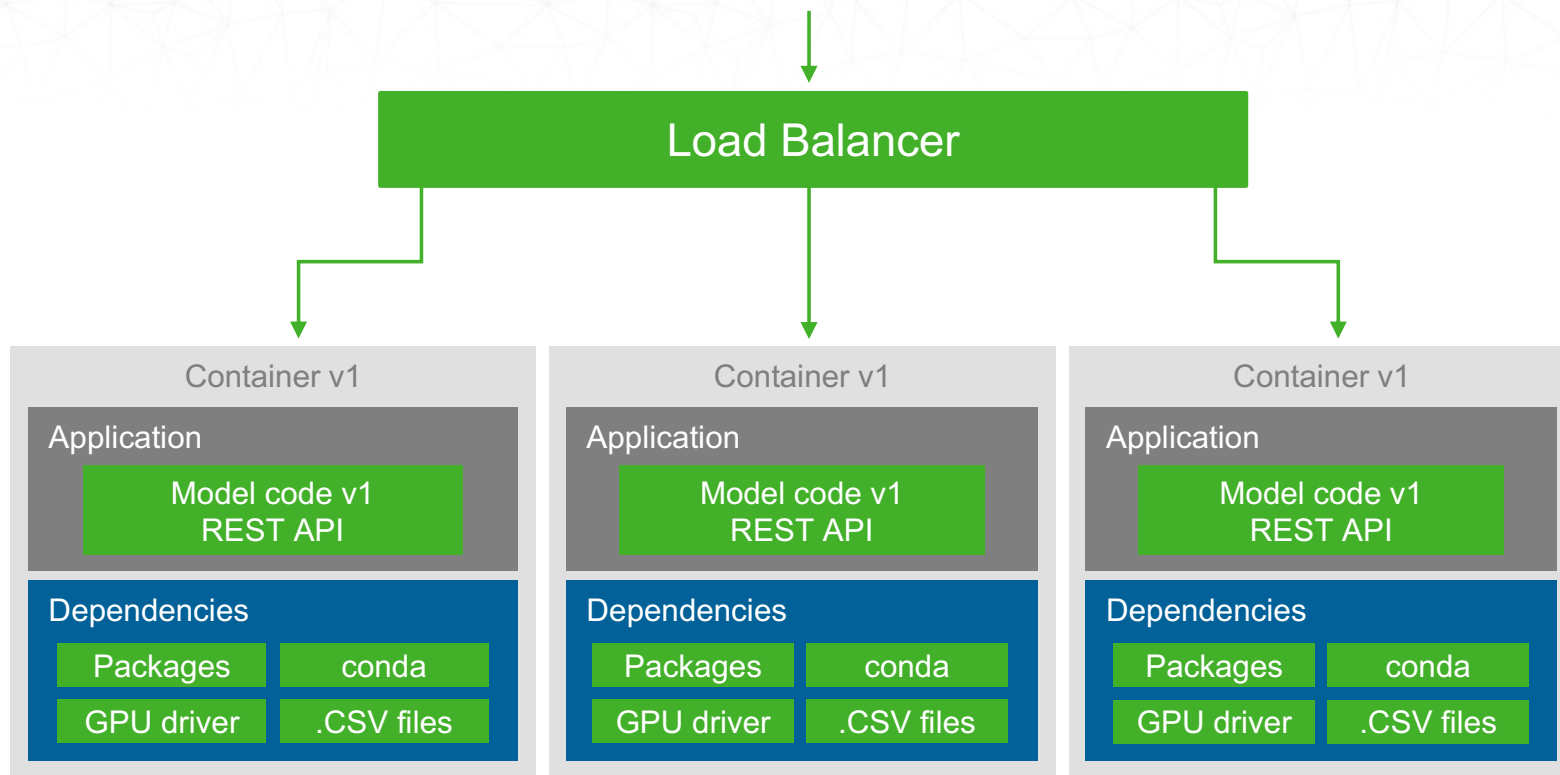 Load Balancer
Container v1
Application
Model code v1
REST API
Dependencies
Packages
conda
GPU driver
.CSV files
Container v1
Application
Model code v1
REST API
Dependencies
Packages
conda
GPU driver
.CSV files
Container v1
Application
Model code v1
REST API
Dependencies
Packages
conda
GPU driver
.CSV files